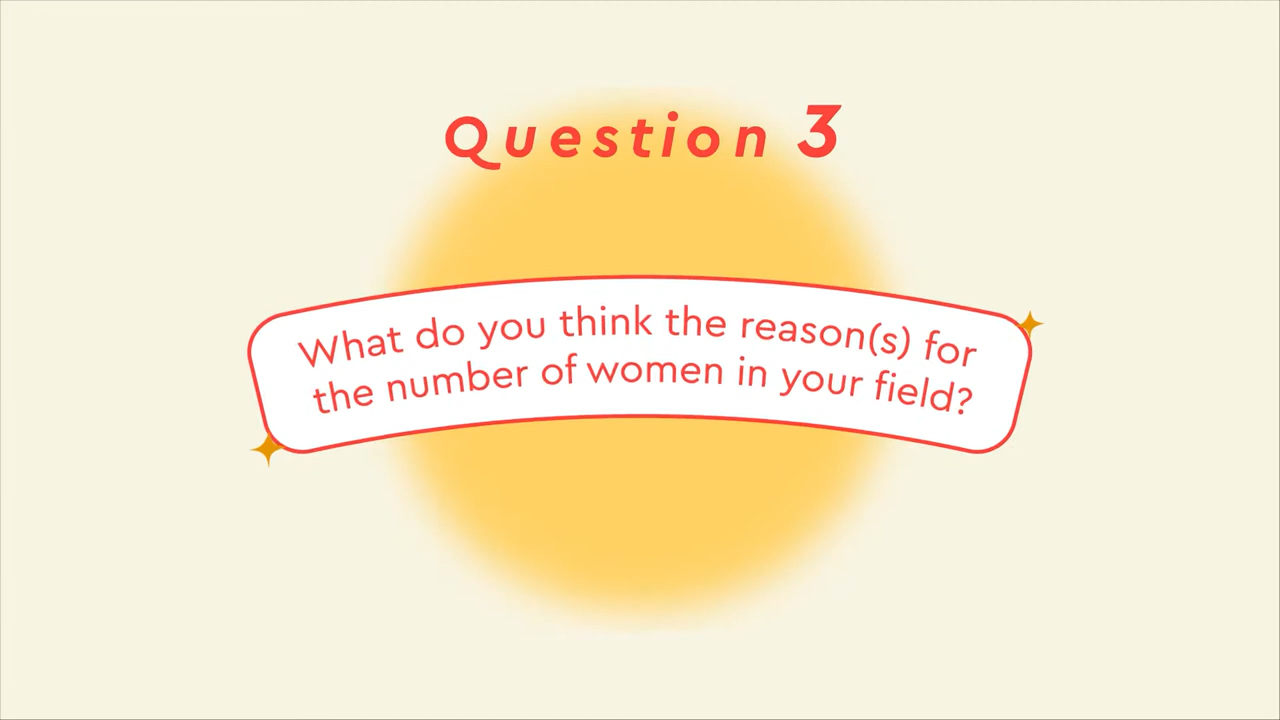 Question 3
What do you think the reason(s) for
the number of women in your field?